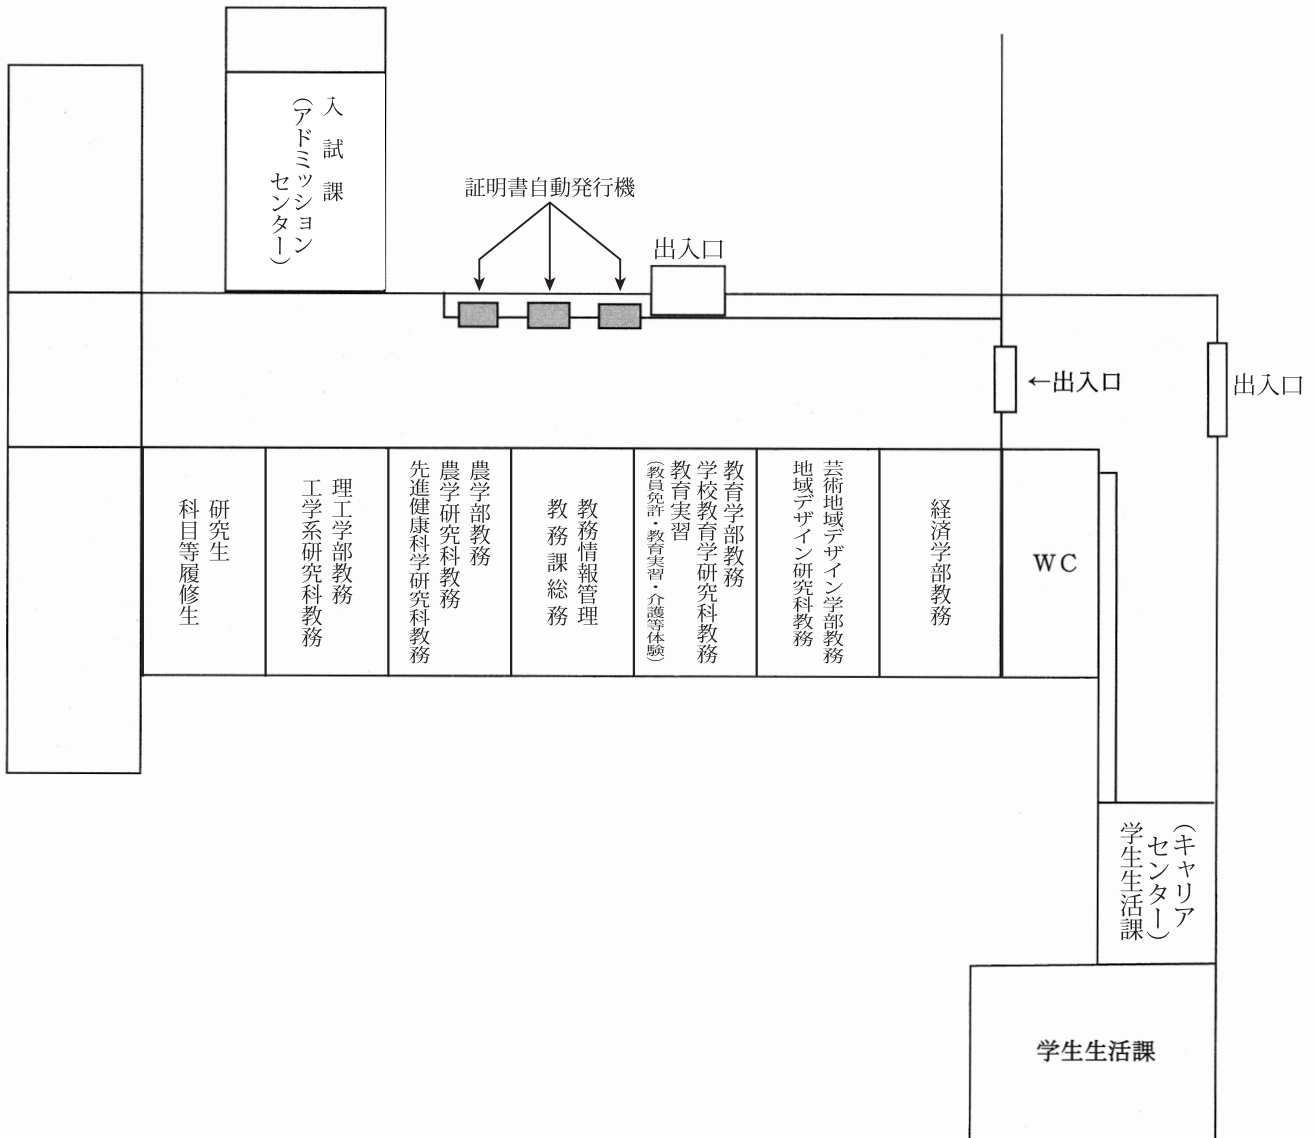 入試課
（アドミッション
センター）
証明書自動発行機
出入口
←出入口
出入口
研究生
科目等履修生
理工学部教務
工学系研究科教務
農学部教務
農学研究科教務
先進健康科学研究科教務
教務情報管理
教務課総務
教育学部教務
学校教育学研究科教務
教育実習
（教員免許・教育実習・介護等体験）
芸術地域デザイン学部教務
地域デザイン研究科教務
経済学部教務
WC
（キャリア
センター）
学生生活課
学生生活課